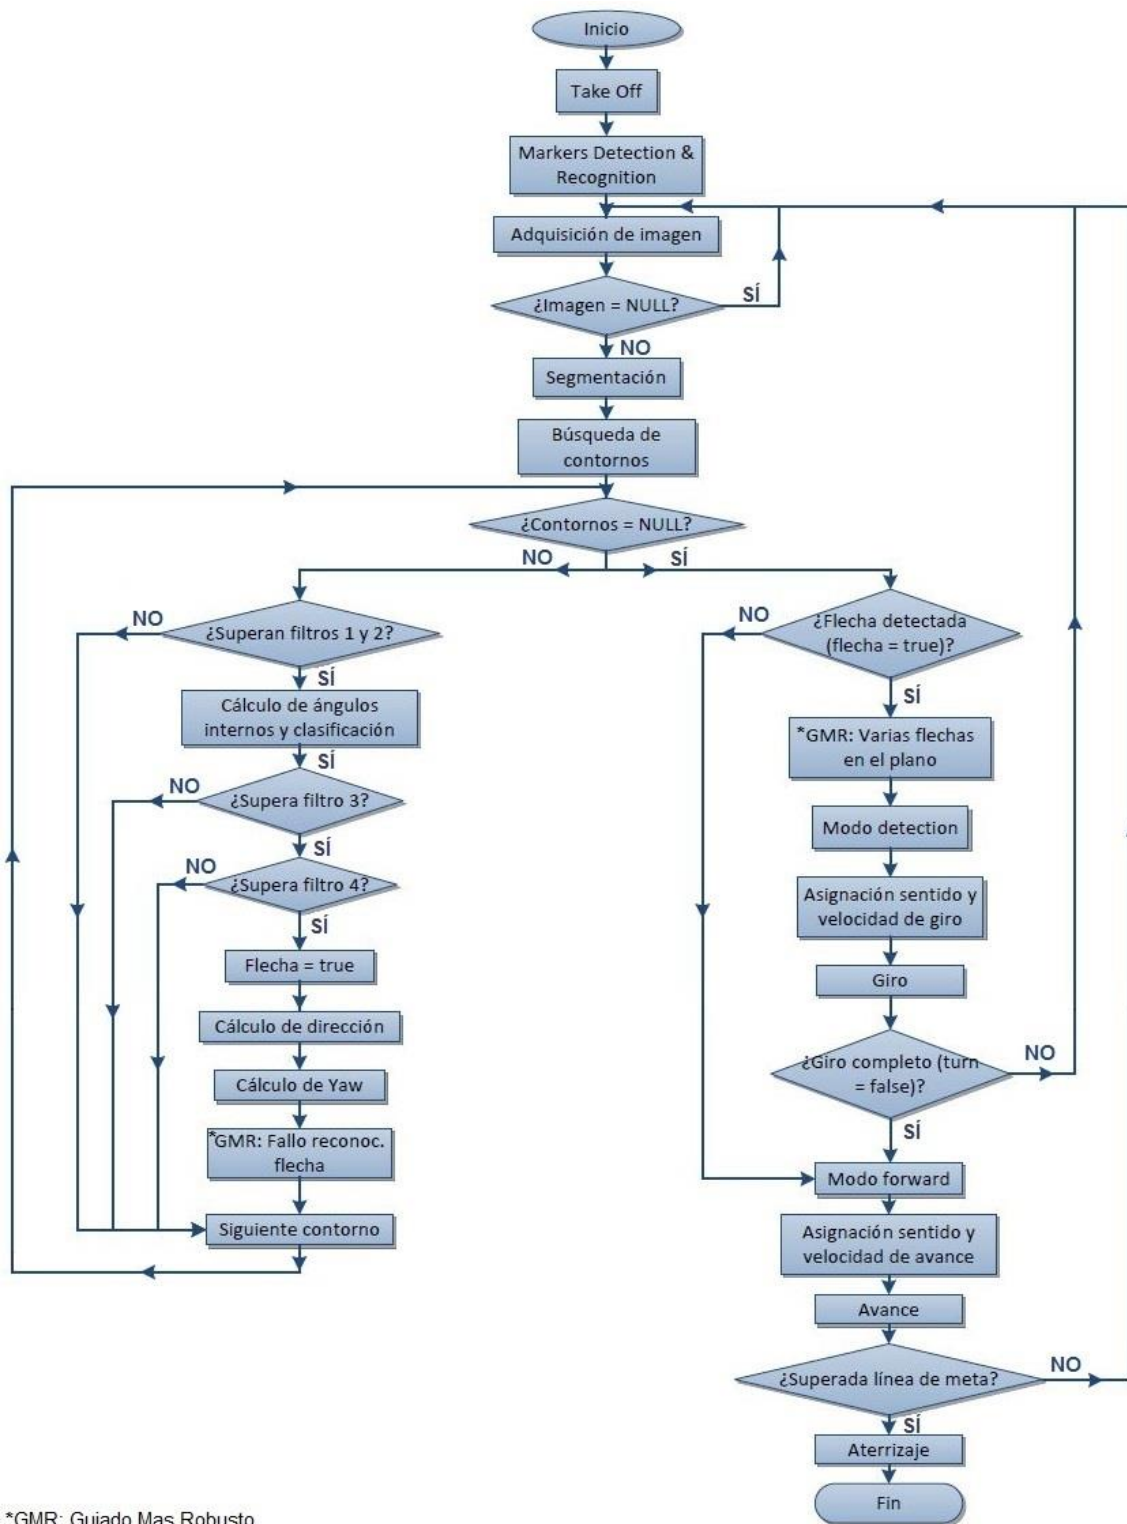 Inicio
Take Off
Markers Detection &
Recognition
Adquisición de imagen
¿Imagen = NULL?
SÍ
NO
Segmentación
Búsqueda de
contornos
¿Contornos = NULL?
NO
SÍ
NO
¿Superan filtros 1 y 2?
SÍ
Cálculo de ángulos
internos y clasificación
SÍ
NO
¿Supera filtro 3?
SÍ
NO
¿Supera filtro 4?
SÍ
Flecha = true
Cálculo de dirección
Cálculo de Yaw
*GMR: Fallo reconoc.
flecha
Siguiente contorno
NO
¿Flecha detectada
(flecha = true)?
SÍ
*GMR: Varias flechas
en el plano
Modo detection
Asignación sentido y
velocidad de giro
Giro
¿Giro completo (turn
= false)?
NO
SÍ
Modo forward
Asignación sentido y
velocidad de avance
Avance
¿Superada línea de meta?
NO
SÍ
Aterrizaje
Fin
*GMR: Guiado Mas Robusto